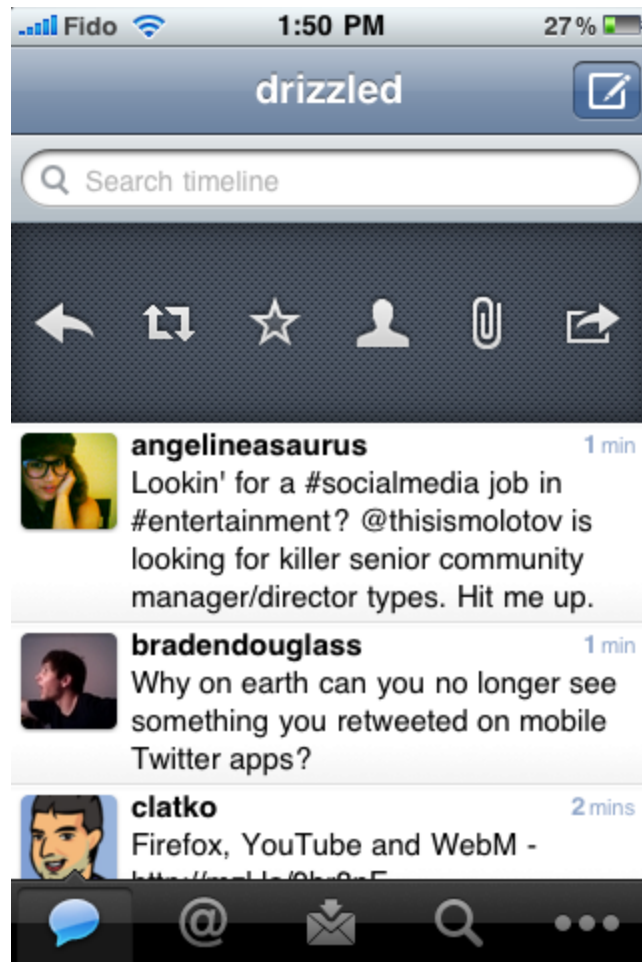 Fido 1:50 PM 27%
drizzled
Search timeline
angelineasaurus 1 min
Lookin' for a #socialmedia job in
#entertainment? @thisismolotov is
looking for killer senior community
manager/director types. Hit me up.
bradendouglass 1 min
Why on earth can you no longer see
something you retweeted on mobile
Twitter apps?
clatko 2 mins
Firefox, YouTube and WebM -
@